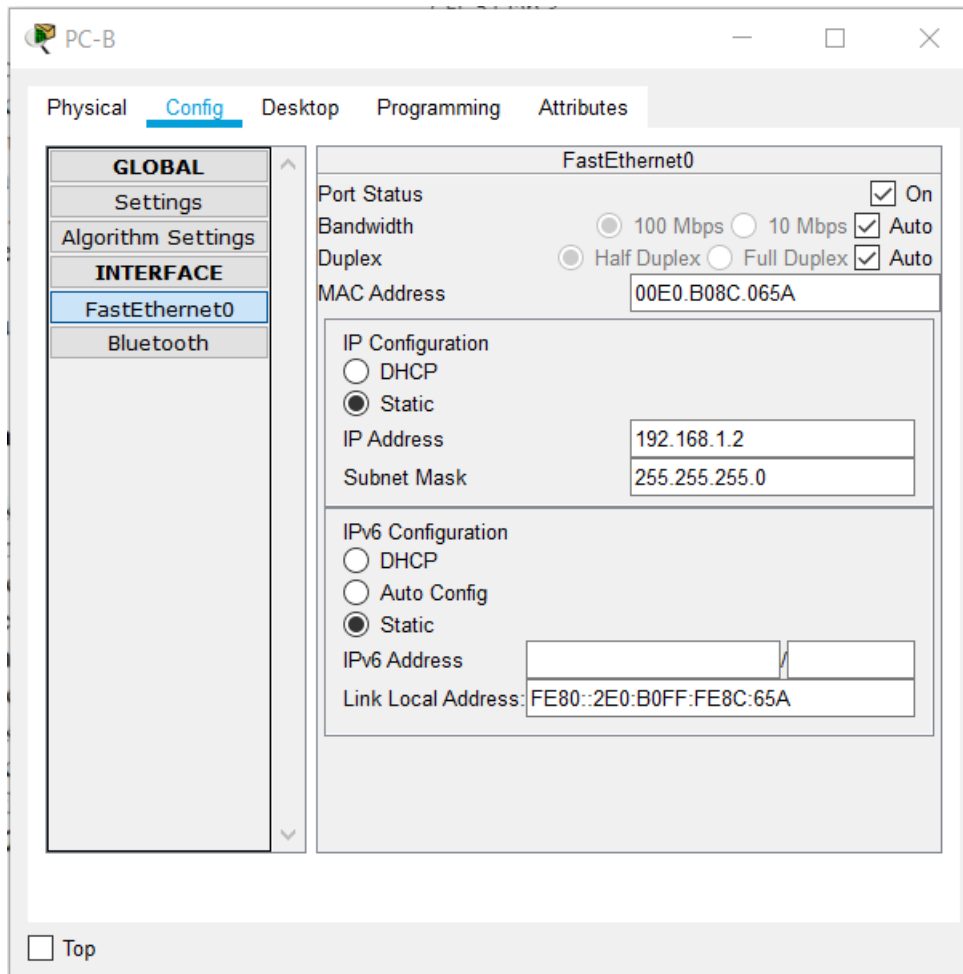 PC-B
Physical Config Desktop Programming Attributes
GLOBAL
Settings
Algorithm Settings
INTERFACE
FastEthernet0
Bluetooth
FastEthernet0
Port Status On
Bandwidth 100 Mbps 10 Mbps Auto
Duplex Half Duplex Full Duplex Auto
MAC Address 00E0.B08C.065A
IP Configuration
DHCP
Static
IP Address 192.168.1.2
Subnet Mask 255.255.255.0
IPv6 Configuration
DHCP
Auto Config
Static
IPv6 Address /
Link Local Address: FE80::2E0:B0FF:FE8C:65A
Top